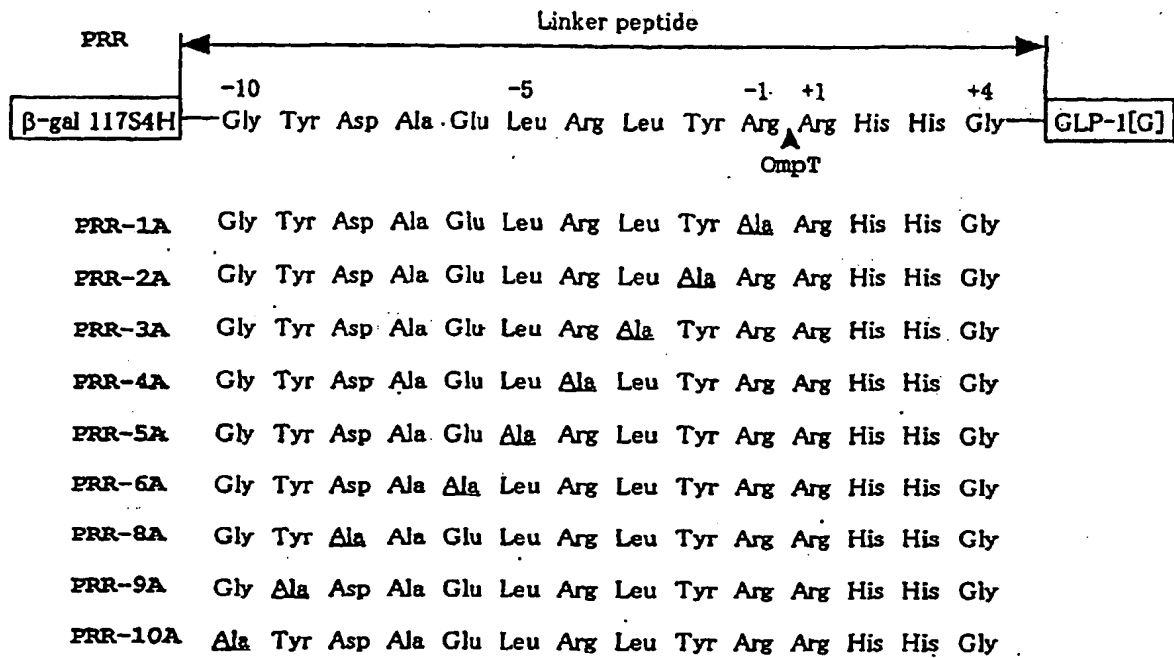 Linker peptide
PRR
-10 -5 -1 +1 +4
β-gal 117S4H Gly Tyr Asp Ala Glu Leu Arg Leu Tyr Arg Arg His His Gly GLP-1[G]
OmpT
PRR-1A Gly Tyr Asp Ala Glu Leu Arg Leu Tyr Ala Arg His His Gly
PRR-2A Gly Tyr Asp Ala Glu Leu Arg Leu Ala Arg Arg His His Gly
PRR-3A Gly Tyr Asp Ala Glu Leu Arg Ala Tyr Arg Arg His His Gly
PRR-4A Gly Tyr Asp Ala Glu Leu Ala Leu Tyr Arg Arg His His Gly
PRR-5A Gly Tyr Asp Ala Glu Ala Arg Leu Tyr Arg Arg His His Gly
PRR-6A Gly Tyr Asp Ala Ala Leu Arg Leu Tyr Arg Arg His His Gly
PRR-8A Gly Tyr Ala Ala Glu Leu Arg Leu Tyr Arg Arg His His Gly
PRR-9A Gly Ala Asp Ala Glu Leu Arg Leu Tyr Arg Arg His His Gly
PRR-10A Ala Tyr Asp Ala Glu Leu Arg Leu Tyr Arg Arg His His Gly